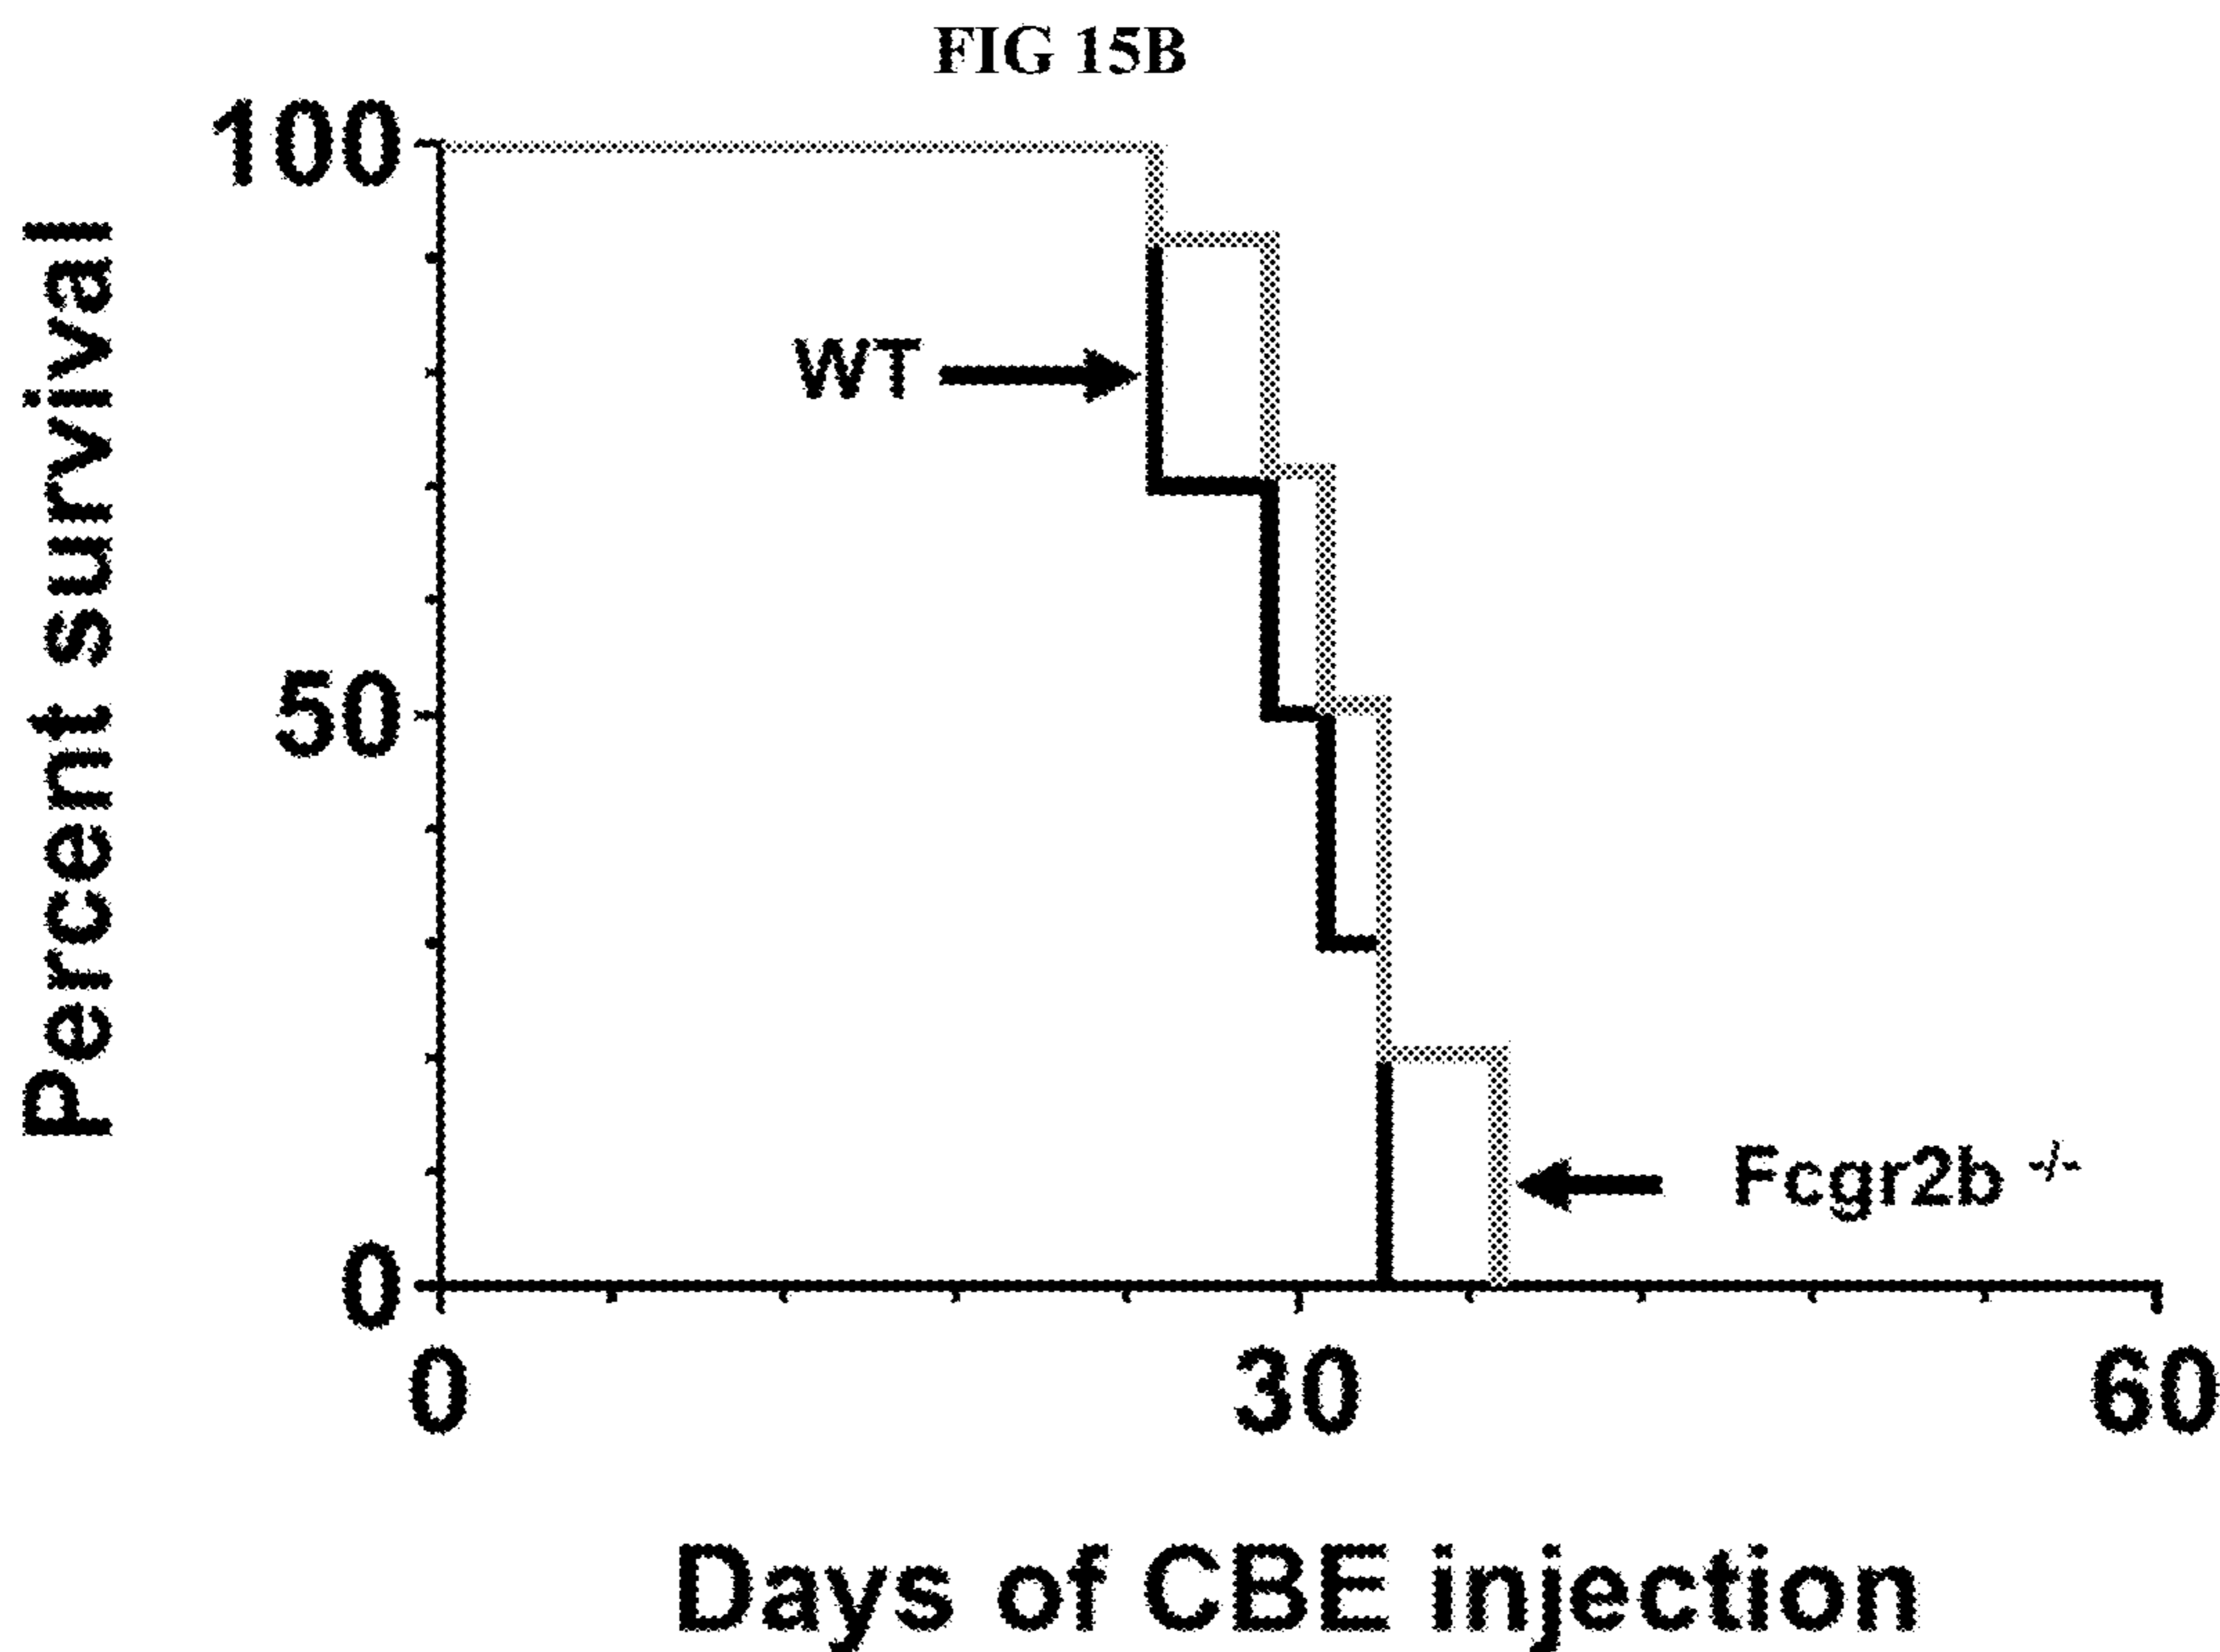 FIG 15B
100
Percent survival
WT
50
Fcgr2b -/-
0
0 30 60
Days of CBE injection